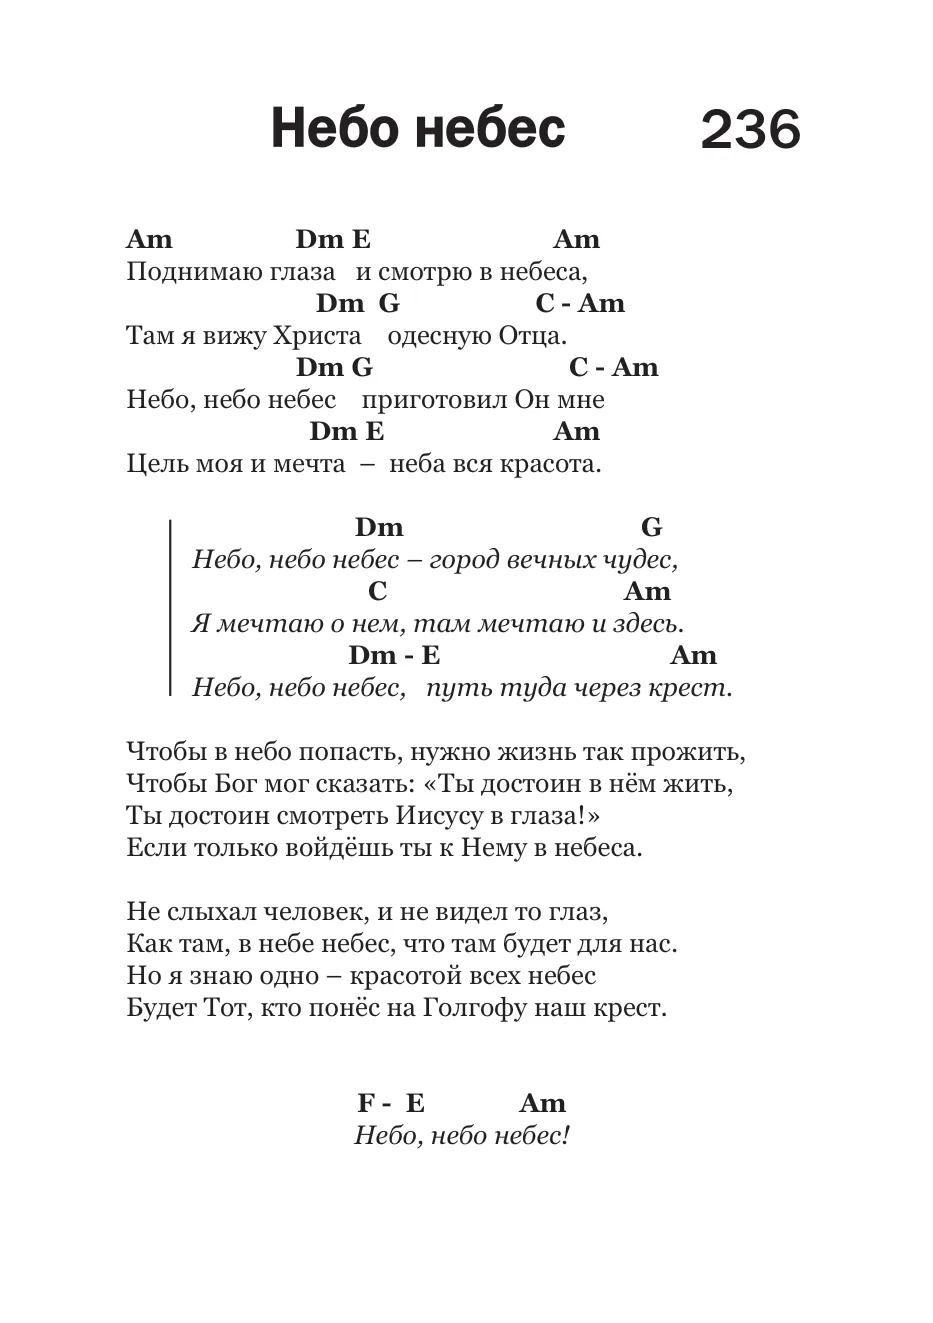 Небо небес 236
Am Dm E Am
Поднимаю глаза и смотрю в небеса,
Dm G C - Am
Там я вижу Христа одесную Отца.
Dm G C - Am
Небо, небо небес приготовил Он мне
Dm E Am
Цель моя и мечта – неба вся красота.
Dm G
Небо, небо небес – город вечных чудес,
C Am
Я мечтаю о нем, там мечтаю и здесь.
Dm - E Am
Небо, небо небес, путь туда через крест.
Чтобы в небо попасть, нужно жизнь так прожить,
Чтобы Бог мог сказать: «Ты достоин в нём жить,
Ты достоин смотреть Иисусу в глаза!»
Если только войдёшь ты к Нему в небеса.
Не слыхал человек, и не видел то глаз,
Как там, в небе небес, что там будет для нас.
Но я знаю одно – красотой всех небес
Будет Тот, кто понёс на Голгофу наш крест.
F - E Am
Небо, небо небес!